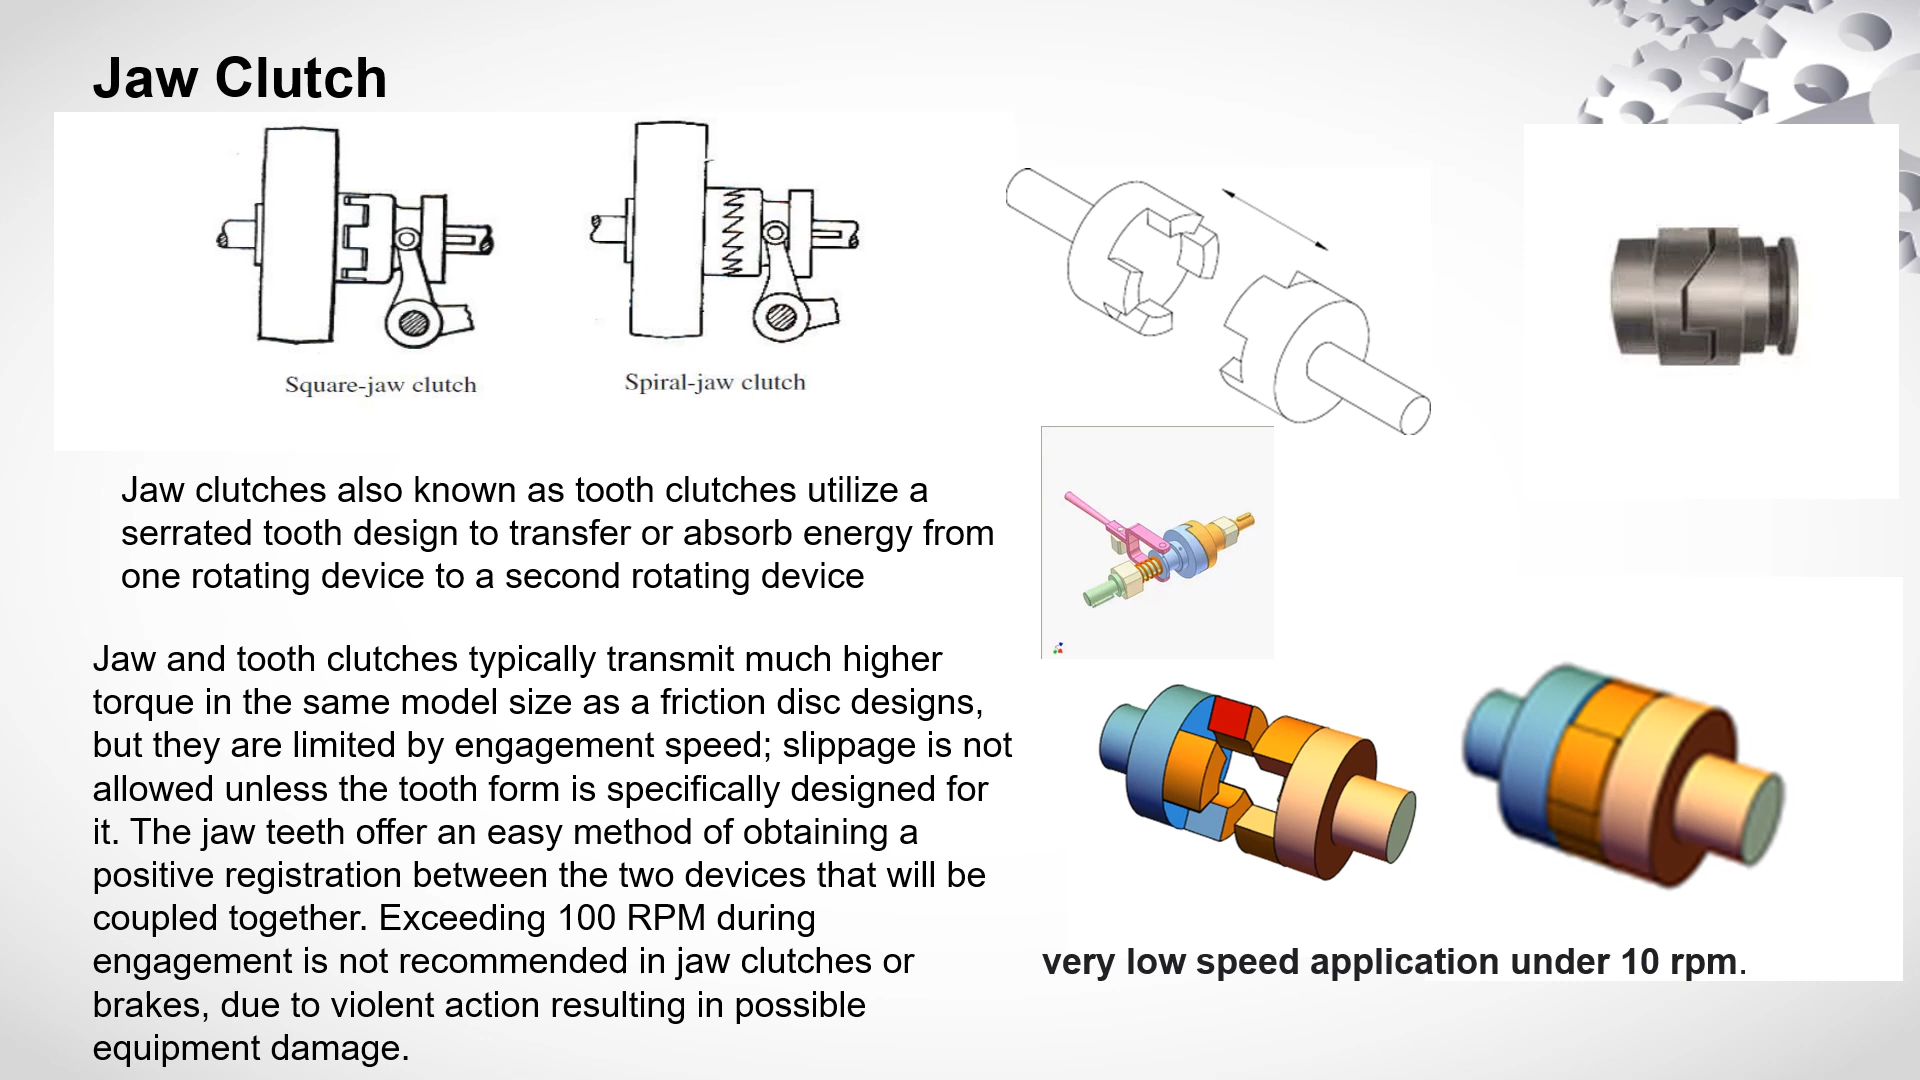 Jaw Clutch
Square-jaw clutch
Spiral-jaw clutch
Jaw clutches also known as tooth clutches utilize a
serrated tooth design to transfer or absorb energy from
one rotating device to a second rotating device
Jaw and tooth clutches typically transmit much higher
torque in the same model size as a friction disc designs,
but they are limited by engagement speed; slippage is not
allowed unless the tooth form is specifically designed for
it. The jaw teeth offer an easy method of obtaining a
positive registration between the two devices that will be
coupled together. Exceeding 100 RPM during
engagement is not recommended in jaw clutches or
brakes, due to violent action resulting in possible
equipment damage.
very low speed application under 10 rpm.